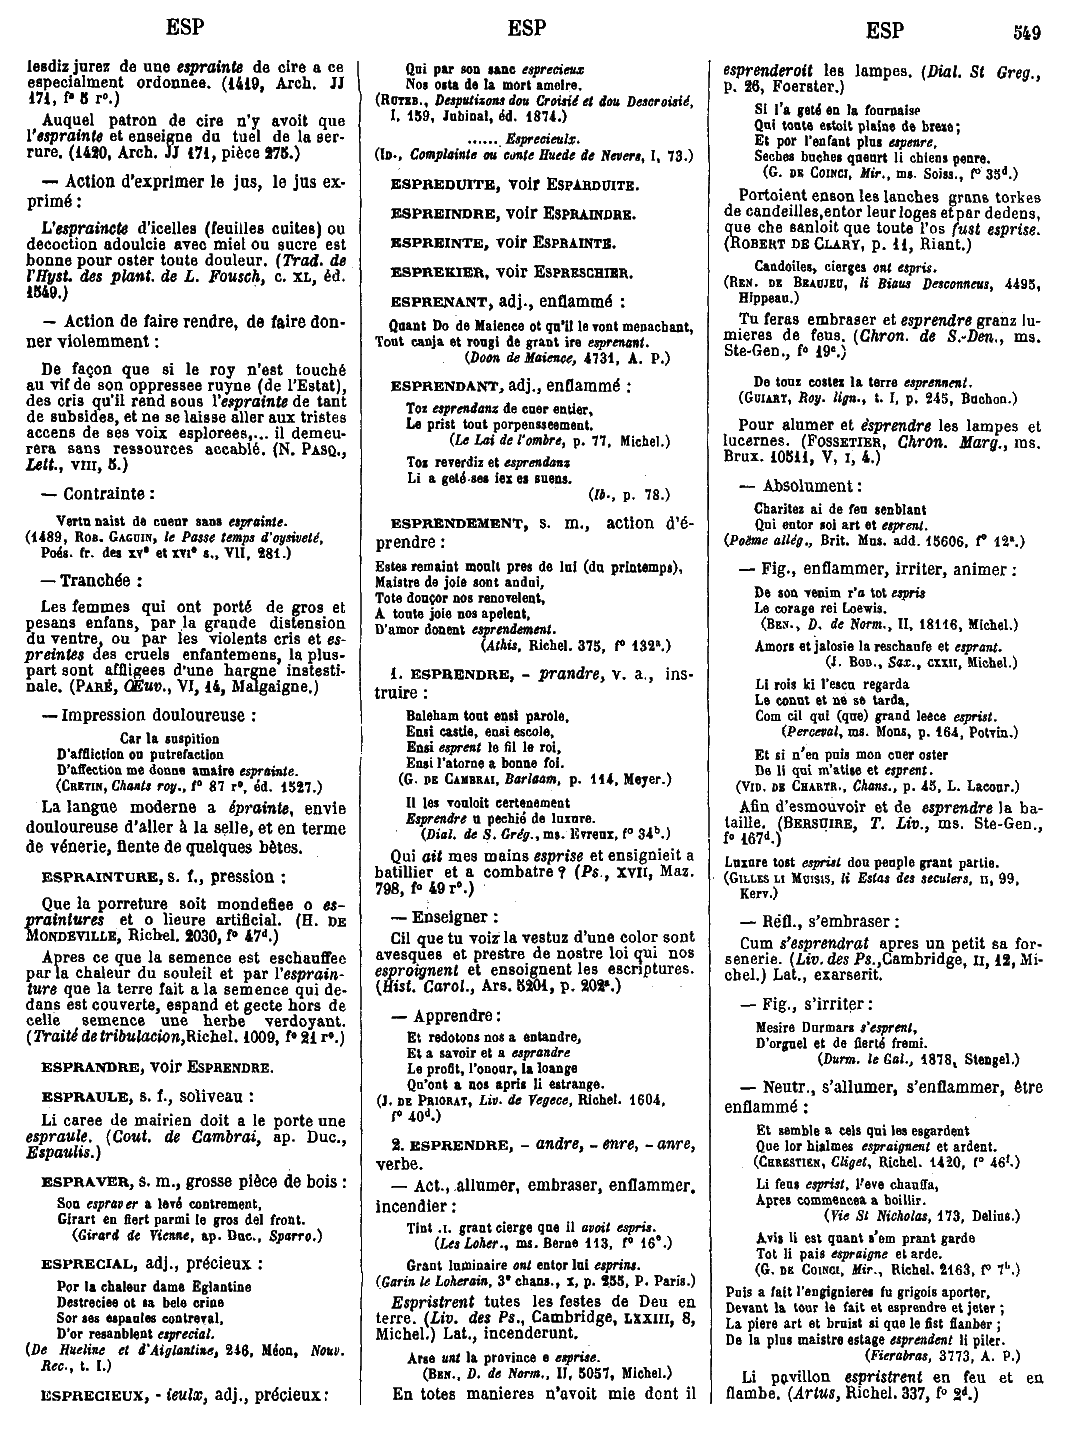 ESP
ESP
ESP
549
lesdiz jurez de une esprainte de cire a ce
especialment ordonnee. (1419, Arch. JJ
171, f° 5 r°.)
Auquel patron de cire n'y avoit que
l'esprainte et enseigne du tuel de la ser-
rure. (1420, Arch. JJ 171, pièce 275.)
— Action d'exprimer le jus, le jus ex-
primé :
L'espraincte d'icelles (feuilles cuites) ou
decoction adoulcie avec miel ou sucre est
bonne pour oster toute douleur. (Trad. de
l'Hyst. des plant. de L. Fousch, c. XL, éd.
1549.)
— Action de faire rendre, de faire don-
ner violemment :
De façon que si le roy n'est touché
au vif de son oppressee ruyne (de l'Estat),
des cris qu'il rend sous l'esprainte de tant
de subsides, et ne se laisse aller aux tristes
accens de ses voix esplorees,... il demeu-
rera sans ressources accablé. (N. PASQ.,
Lett., VIII, 5.)
— Contrainte :
Vertu naist de cueur sans esprainte.
(1489, ROB. GAGUIN, le Passe temps d'oysiveté,
Poés. fr. des XVe et XVIe s., VII, 281.)
— Tranchée :
Les femmes qui ont porté de gros et
pesans enfans, par la grande distension
du ventre, ou par les violents cris et es-
preintes des cruels enfantemens, la plus-
part sont affligees d'une hargne instesti-
nale. (PARÉ, Œuv., VI, 14, Malgaigne.)
— Impression douloureuse :
Car la suspition
D'affliction ou putrefaction
D'affection me donne amaire esprainte.
(CRETIN, Chants roy., f° 87 r°, éd. 1527.)
La langue moderne a épreinte, envie
douloureuse d'aller à la selle, et en terme
de vénerie, fiente de quelques bêtes.
ESPRAINTURE, s. f., pression :
Que la porreture soit mondefiee o es-
praintures et o lieure artificial. (H. DE
MONDEVILLE, Richel. 2030, f° 47d.)
Apres ce que la semence est eschauffee
par la chaleur du souleil et par l'esprain-
ture que la terre fait a la semence qui de-
dans est couverte, espand et gecte hors de
celle semence une herbe verdoyant.
(Traité de tribulacion, Richel. 1009, f° 21 r°.)
ESPRANDRE, voir ESPRENDRE.
ESPRAULE, s. f., soliveau :
Li caree de mairien doit a le porte une
espraule. (Cout. de Cambrai, ap. Duc.,
Espaulis.)
ESPRAVER, s. m., grosse pièce de bois :
Son espraver a levé contrement,
Girart en fiert parmi le gros del front.
(Girard de Vienne, ap. Duc., Sparro.)
ESPRECIAL, adj., précieux :
Por la chaleur dame Eglantine
Destreciee ot sa bele crine
Sor ses espaules contreval,
D'or resanblent esprecial.
(De Hueline et d'Aiglantine, 246, Méon, Nouv.
Rec., t. I.)
ESPRECIEUX, - ieulx, adj., précieux :
Qui par son sanc esprecieux
Nos osta de la mort ameire.
(RUTEB., Desputizons dou Croisié et dou Descroisié,
I, 159, Jubinal, éd. 1874.)
...... Esprecieulx.
(ID., Complainte ou conte Huede de Nevers, I, 73.)
ESPREDUITE, voir ESPARDUITE.
ESPREINDRE, voir ESPRAINDRE.
ESPREINTE, voir ESPRAINTE.
ESPREKIER, voir ESPRESCHIER.
ESPRENANT, adj., enflammé :
Quant Do de Maience ot qu'il le vont menachant,
Tout canja et rougi de grant ire esprenant.
(Doon de Maience, 4731, A. P.)
ESPRENDANT, adj., enflammé :
Toz esprendanz de cuer entier,
Le prist tout porpensseement.
(Le Lai de l'ombre, p. 77, Michel.)
Toz reverdiz et esprendanz
Li a geté ses iex es suens.
(Ib., p. 78.)
ESPRENDEMENT, s. m., action d'é-
prendre :
Estes remaint moult pres de lui (du printemps),
Maistre de joie sont andui,
Tote douçor nos renovelent,
A toute joie nos apelent,
D'amor donent esprendement.
(Athis, Richel. 375, f° 132a.)
1. ESPRENDRE, - prandre, v. a., ins-
truire :
Baleham tout ensi parole,
Ensi castie, ensi escole,
Ensi esprent le fil le roi,
Ensi l'atorne a bonne foi.
(G. DE CAMBRAI, Barlaam, p. 114, Meyer.)
Il les vouloit certenement
Esprendre u pechié de luxure.
(Dial. de S. Grég., ms. Evreux, f° 34b.)
Qui ait mes mains esprise et ensignieit a
batillier et a combatre ? (Ps., XVII, Maz.
798, f° 49 r°.)
— Enseigner :
Cil que tu voiz la vestuz d'une color sont
avesques et prestre de nostre loi qui nos
esproignent et ensoignent les escriptures.
(Hist. Carol., Ars. 5201, p. 202a.)
— Apprendre :
Et redotons nos a entandre,
Et a savoir et a esprandre
Le profit, l'onour, la loange
Qu'ont a nos apris li estrange.
(J. DE PRIORAT, Liv. de Vegece, Richel. 1604,
f° 40d.)
2. ESPRENDRE, - andre, - enre, - anre,
verbe.
— Act., allumer, embraser, enflammer,
incendier :
Tint .I. grant cierge que il avoit espris.
(Les Loher., ms. Berne 113, f° 16e.)
Grant luminaire ont entor lui esprins.
(Garin le Loherain, 3e chans., X, p. 255, P. Paris.)
Espristrent tutes les festes de Deu en
terre. (Liv. des Ps., Cambridge, LXXIII, 8,
Michel.) Lat., incenderunt.
Arse unt la province e esprise.
(BEN., D. de Norm., II, 5057, Michel.)
En totes manieres n'avoit mie dont il
esprenderoit les lampes. (Dial. St Greg.,
p. 26, Foerster.)
Si l'a geté en la fournaise
Qui toute estoit plaine de breze ;
Et por l'enfant plus espenre,
Seches buches queurt li chiens penre.
(G. DE COINCI, Mir., ms. Soiss., f° 35d.)
Portoient enson les lanches grans torkes
de candeilles, entor leur loges et par dedens,
que che sanloit que toute l'os fust esprise.
(ROBERT DE CLARY, p. 11, Riant.)
Candoiles, cierges ont espris.
(REN. DE BEAUJEU, li Biaus Desconneus, 4495,
Hippeau.)
Tu feras embraser et esprendre granz lu-
mieres de feus. (Chron. de S.-Den., ms.
Ste-Gen., f° 19c.)
De touz costez la terre esprennent.
(GUIART, Roy. lign., t. I, p. 245, Buchon.)
Pour alumer et èsprendre les lampes et
lucernes. (FOSSETIER, Chron. Marg., ms.
Brux. 10511, V, I, 4.)
— Absolument :
Charitez ai de feu senblant
Qui entor soi art et esprent.
(Poëme allég., Brit. Mus. add. 15606, f° 12a.)
— Fig., enflammer, irriter, animer :
De son venim r'a tot espris
Le corage rei Loewis.
(BEN., D. de Norm., II, 18116, Michel.)
Amors et jalosie la reschaufe et esprant.
(J. BOD., Sax., CXXII, Michel.)
Li rois ki l'escu regarda
Le conut et ne se tarda,
Com cil qui (que) grand leece esprist.
(Perceval, ms. Mons, p. 164, Potvin.)
Et si n'en puis mon cuer oster
De li qui m'atise et esprent.
(VID. DE CHARTR., Chans., p. 45, L. Lacour.)
Afin d'esmouvoir et de esprendre la ba-
taille. (BERSUIRE, T. Liv., ms. Ste-Gen.,
f° 167d.)
Luxure tost esprist dou peuple grant partie.
(GILLES LI MUISIS, li Estas des seculers, II, 99,
Kerv.)
— Réfl., s'embraser :
Cum s'esprendrat apres un petit sa for-
senerie. (Liv. des Ps., Cambridge, II, 12, Mi-
chel.) Lat., exarserit.
— Fig., s'irriter :
Mesire Durmars s'esprent,
D'orguel et de fierté fremi.
(Durm. le Gal., 1878, Stengel.)
— Neutr., s'allumer, s'enflammer, être
enflammé :
Et semble a cels qui les esgardent
Que lor hialmes espraignent et ardent.
(CHRESTIEN, Cliget, Richel. 1420, f° 46f.)
Li feus esprist, l'eve chauffa,
Apres commencea a boillir.
(Vie St Nicholas, 173, Delius.)
Avis li est quant s'em prant garde
Tot li pais espraigne et arde.
(G. DE COINCI, Mir., Richel. 2163, f° 7b.)
Puis a fait l'engignieres fu grigois aporter,
Devant la tour le fait et esprendre et jeter ;
La piere art et bruist si que le fist flanber ;
De la plus maistre estage esprendent li piler.
(Fierabras, 3773, A. P.)
Li pavillon espristrent en feu et en
flambe. (Artus, Richel. 337, f° 2d.)